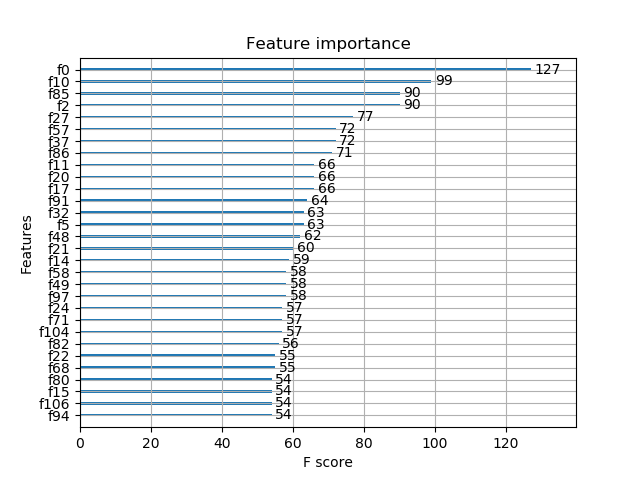 Feature importance
f0 127
f10 99
f85 90
f2 90
f27 77
f57 72
f37 72
f86 71
f11 66
f20 66
f17 66
f91 64
f32 63
f5 63
f48 62
f21 60
f14 59
f58 58
f49 58
f97 58
f24 57
f71 57
f104 57
f82 56
f22 55
f68 55
f80 54
f15 54
f106 54
f94 54
Features
0 20 40 60 80 100 120
F score